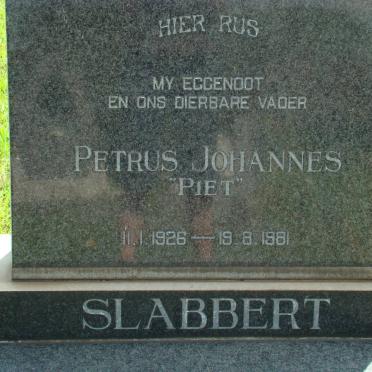 HIER RUS
MY EGGENOOT
EN ONS DIERBARE VADER
PETRUS JOHANNES
"PIET"
11.1.1926 — 19.8.1981
SLABBERT